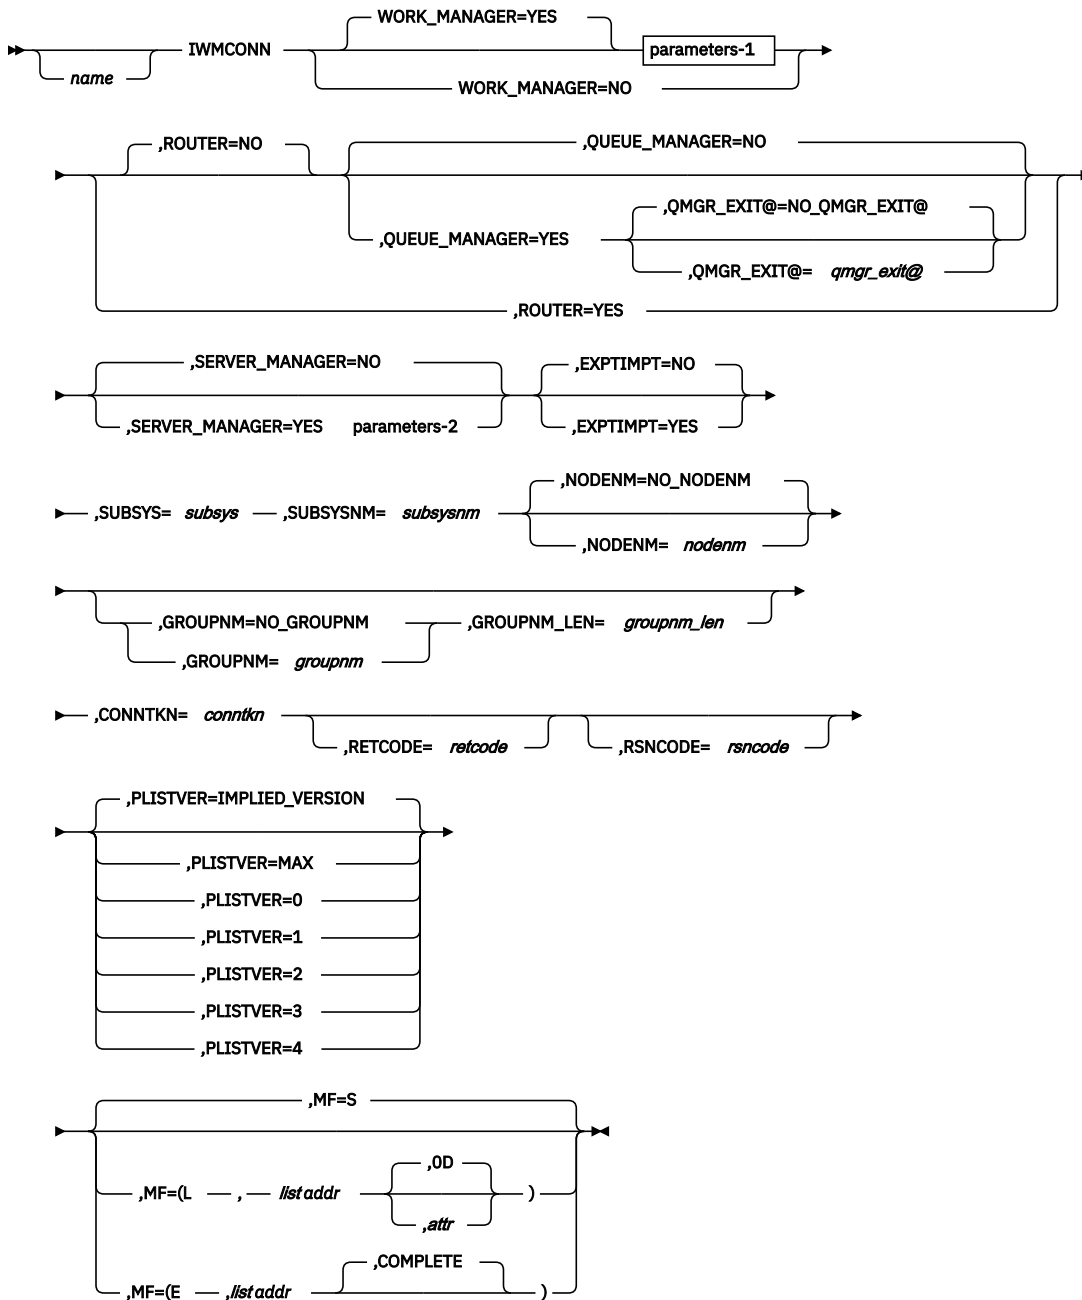 WORK_MANAGER=YES
name IWMCONN parameters-1
WORK_MANAGER=NO
,ROUTER=NO ,QUEUE_MANAGER=NO
,QMGR_EXIT@=NO_QMGR_EXIT@
,QUEUE_MANAGER=YES
,QMGR_EXIT@= qmgr_exit@
,ROUTER=YES
,SERVER_MANAGER=NO ,EXPTIMPT=NO
,SERVER_MANAGER=YES parameters-2 ,EXPTIMPT=YES
,NODENM=NO_NODENM
,SUBSYS= subsys ,SUBSYSNM= subsysnm
,NODENM= nodenm
,GROUPNM=NO_GROUPNM ,GROUPNM_LEN= groupnm_len
,GROUPNM= groupnm
,CONNTKN= conntkn
,RETCODE= retcode ,RSNCODE= rsncode
,PLISTVER=IMPLIED_VERSION
,PLISTVER=MAX
,PLISTVER=0
,PLISTVER=1
,PLISTVER=2
,PLISTVER=3
,PLISTVER=4
,MF=S
,0D
,MF=(L , list addr )
,attr
,COMPLETE
,MF=(E ,list addr )